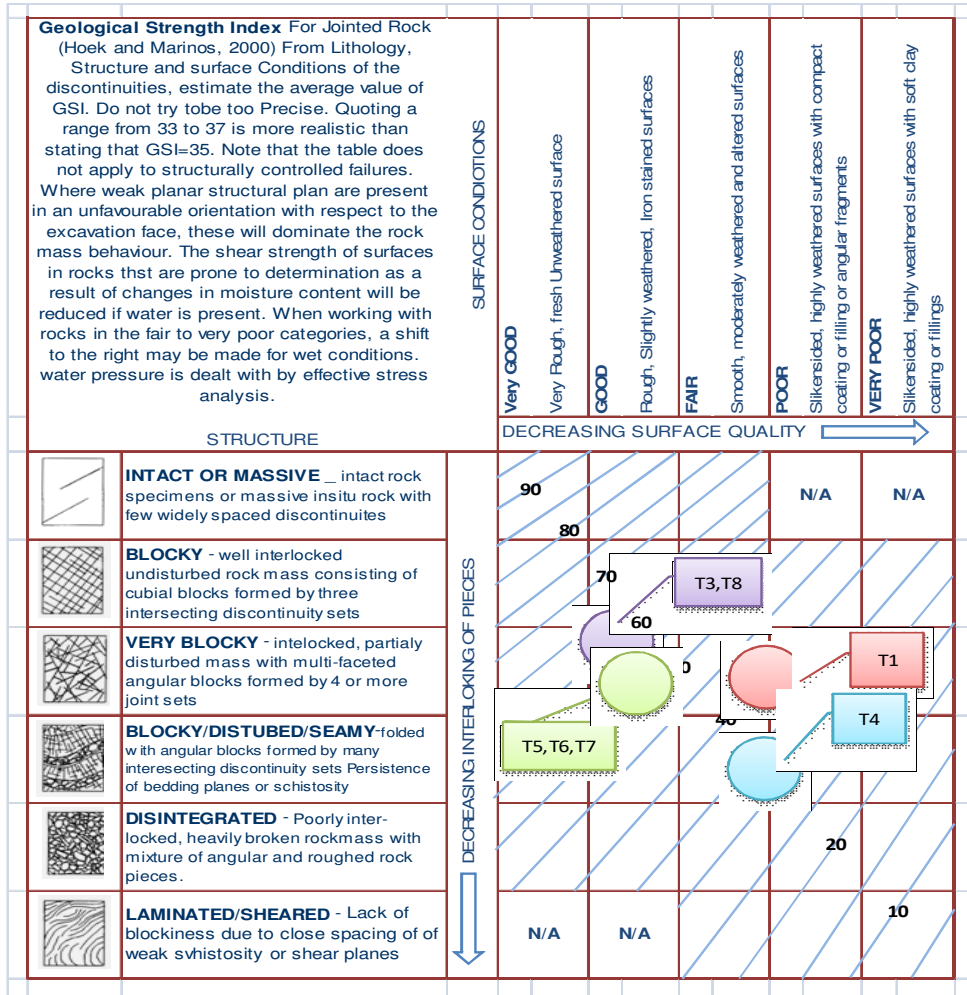 Geological Strength Index For Jointed Rock
(Hoek and Marinos, 2000) From Lithology,
Structure and surface Conditions of the
discontinuities, estimate the average value of
GSI. Do not try tobe too Precise. Quoting a
range from 33 to 37 is more realistic than
stating that GSI=35. Note that the table does
not apply to structurally controlled failures.
Where weak planar structural plan are present
in an unfavourable orientation with respect to the
excavation face, these will dominate the rock
mass behaviour. The shear strength of surfaces
in rocks thst are prone to determination as a
result of changes in moisture content will be
reduced if water is present. When working with
rocks in the fair to very poor categories, a shift
to the right may be made for wet conditions.
water pressure is dealt with by effective stress
analysis.
STRUCTURE
SURFACE CONDIOTIONS
Very GOOD
Very Rough, fresh Unweathered surface
GOOD
Rough, Slightly weathered, Iron stained surfaces
FAIR
Smooth, moderately weathered and altered surfaces
POOR
Slikensided, highly weathered surfaces with compact
coating or filling or angular fragments
VERY POOR
Slikensided, highly weathered surfaces with soft clay
coating or fillings
DECREASING SURFACE QUALITY
DECREASING INTERLOKING OF PIECES
INTACT OR MASSIVE _ intact rock
specimens or massive insitu rock with
few widely spaced discontinuites
90
80
N/A
N/A
BLOCKY - well interlocked
undisturbed rock mass consisting of
cubial blocks formed by three
intersecting discontinuity sets
70
60
T3,T8
VERY BLOCKY - intelocked, partialy
disturbed mass with multi-faceted
angular blocks formed by 4 or more
joint sets
0
T1
BLOCKY/DISTUBED/SEAMY-folded
with angular blocks formed by many
interesecting discontinuity sets Persistence
of bedding planes or schistosity
T5,T6,T7
40
T4
DISINTEGRATED - Poorly inter-
locked, heavily broken rockmass with
mixture of angular and roughed rock
pieces.
20
LAMINATED/SHEARED - Lack of
blockiness due to close spacing of of
weak svhistosity or shear planes
N/A
N/A
10